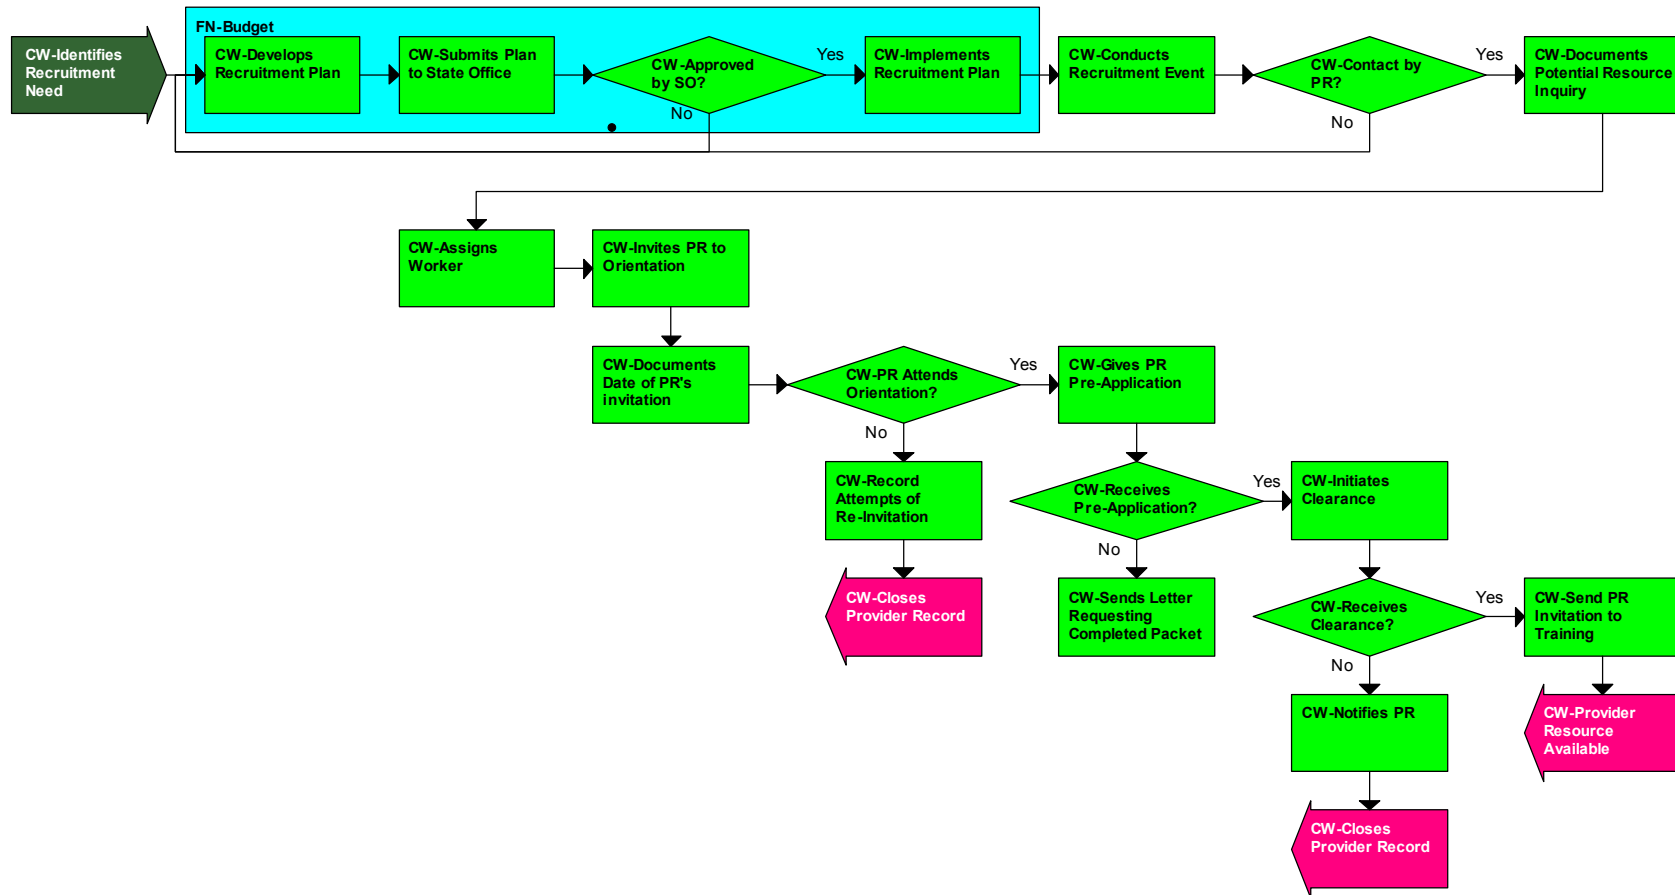 FN-Budget
CW-Identifies
Recruitment
Need
CW-Develops
Recruitment Plan
CW-Submits Plan
to State Office
CW-Approved
by SO?
Yes
No
CW-Implements
Recruitment Plan
CW-Conducts
Recruitment Event
CW-Contact by
PR?
Yes
No
CW-Documents
Potential Resource
Inquiry
CW-Assigns
Worker
CW-Invites PR to
Orientation
CW-Documents
Date of PR's
invitation
CW-PR Attends
Orientation?
Yes
No
CW-Gives PR
Pre-Application
CW-Record
Attempts of
Re-Invitation
CW-Receives
Pre-Application?
Yes
No
CW-Initiates
Clearance
CW-Closes
Provider Record
CW-Sends Letter
Requesting
Completed Packet
CW-Receives
Clearance?
Yes
No
CW-Send PR
Invitation to
Training
CW-Notifies PR
CW-Provider
Resource
Available
CW-Closes
Provider Record